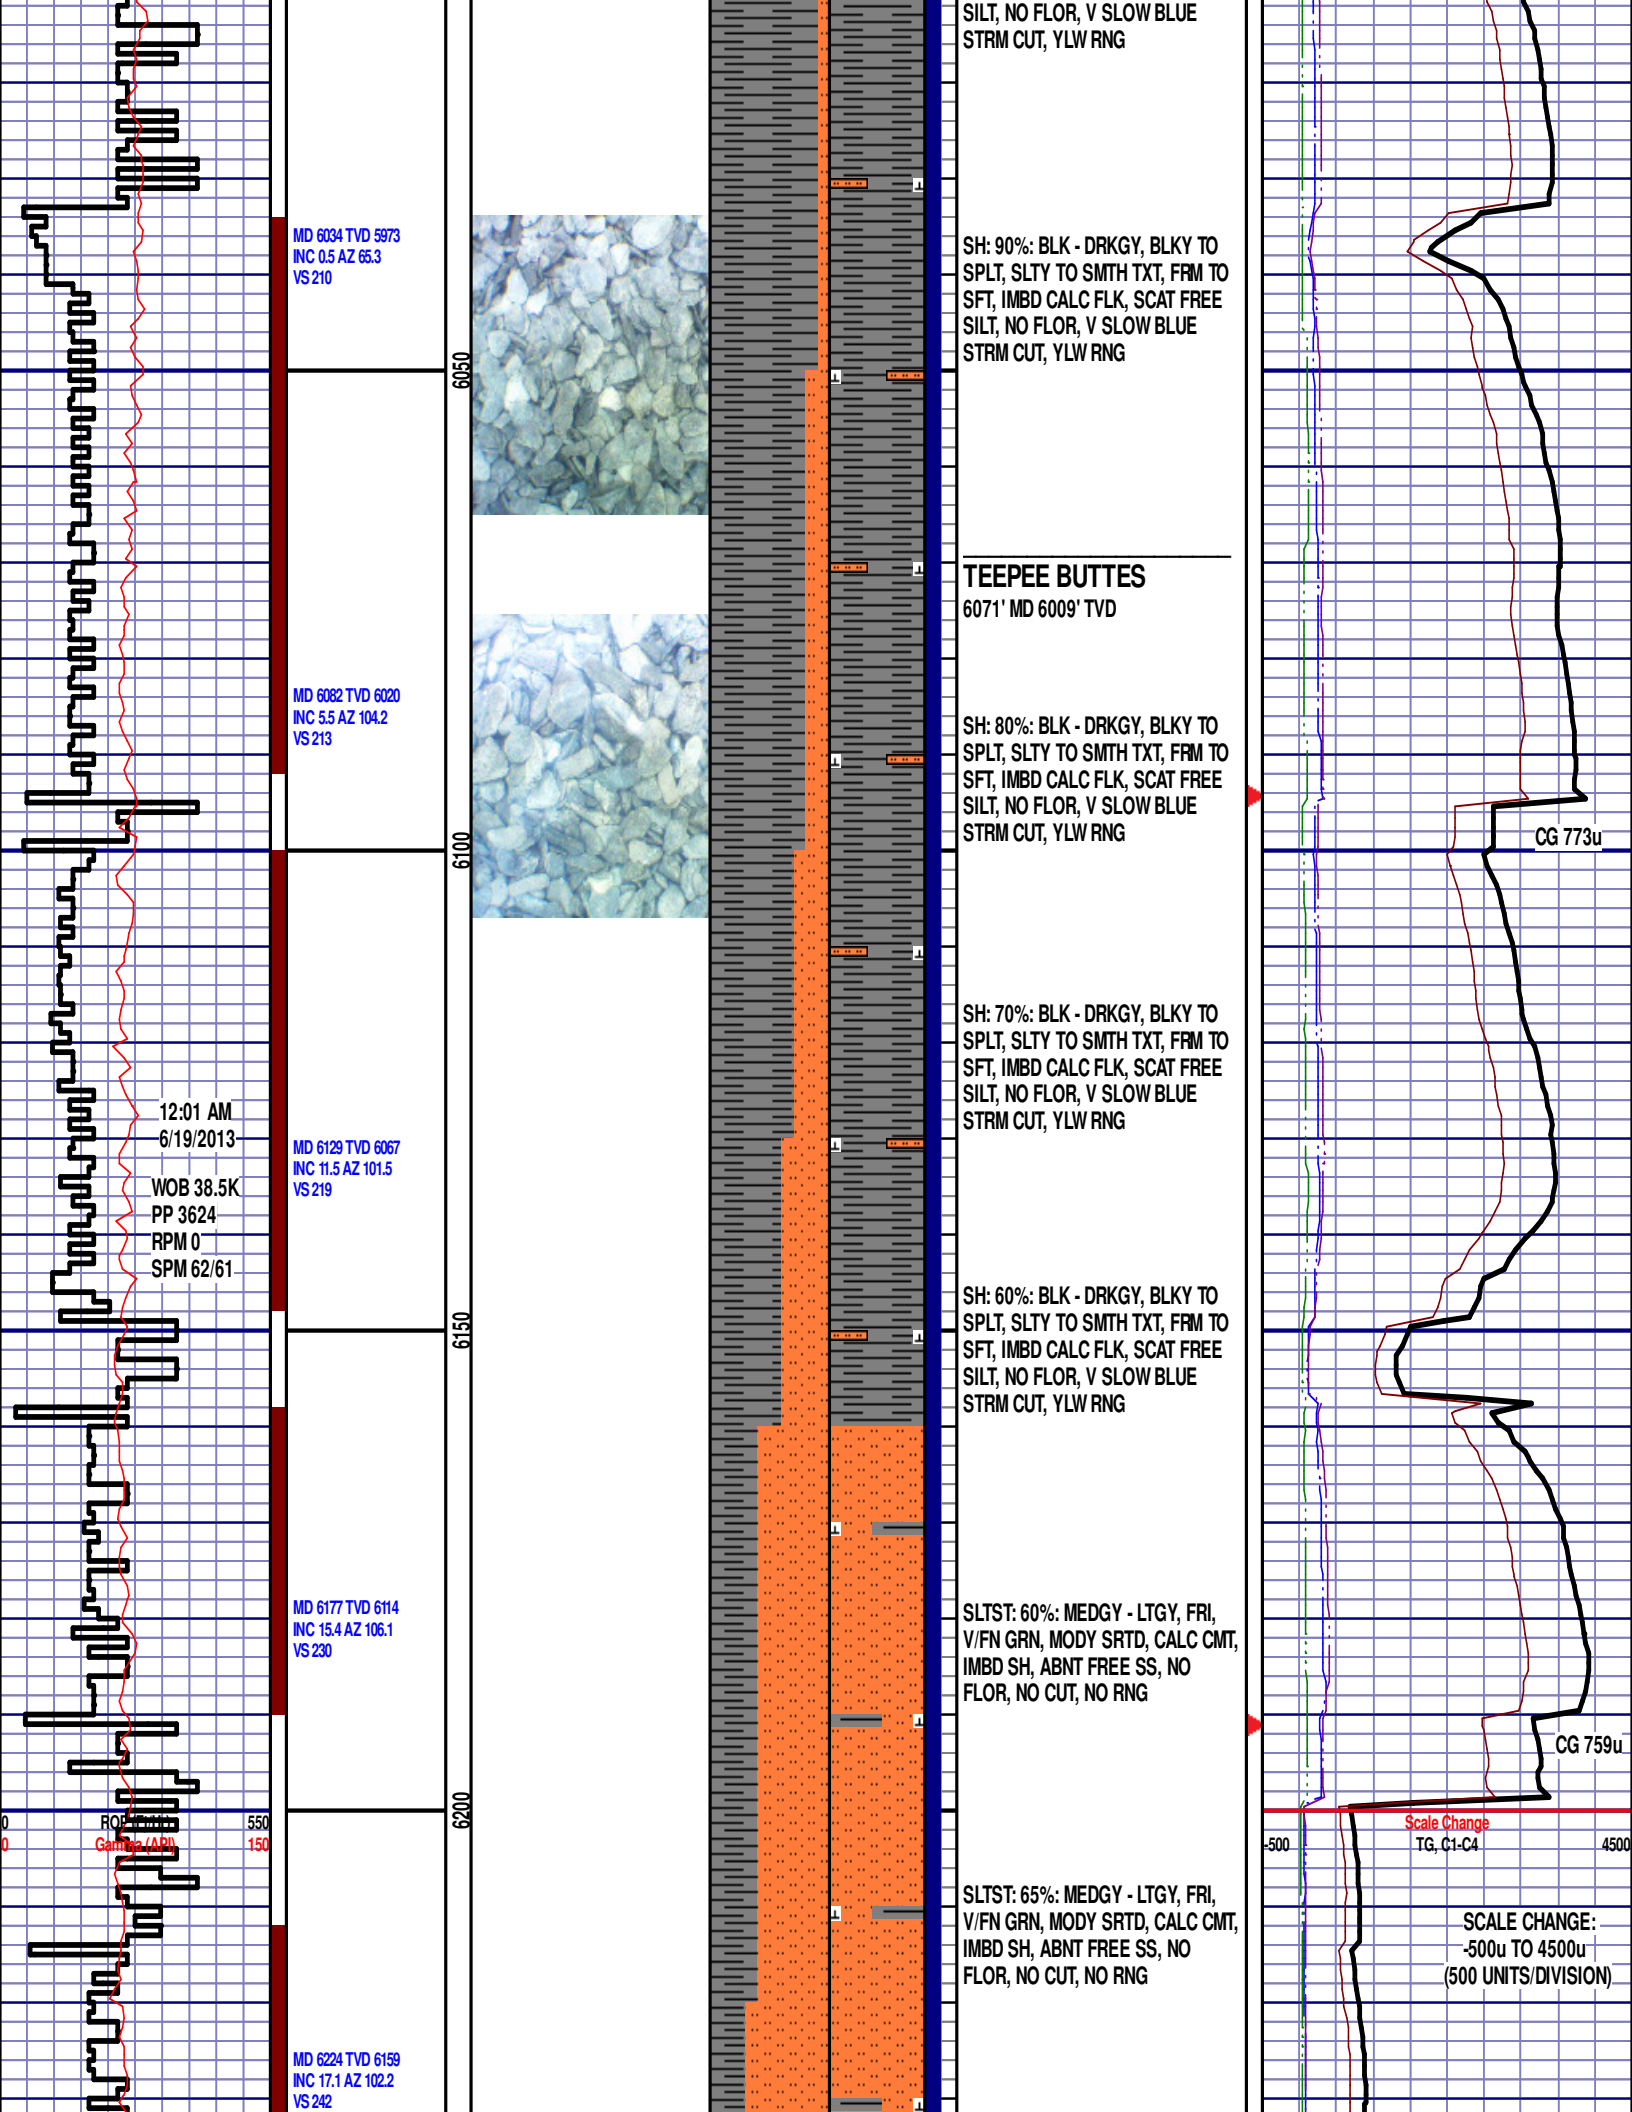 SILT, NO FLOR, V SLOW BLUE
STRM CUT, YLW RNG
MD 6034 TVD 5973
INC 0.5 AZ 65.3
VS 210
SH: 90%: BLK - DRKGY, BLKY TO
SPLT, SLTY TO SMTH TXT, FRM TO
SFT, IMBD CALC FLK, SCAT FREE
SILT, NO FLOR, V SLOW BLUE
STRM CUT, YLW RNG
6050
TEEPEE BUTTES
6071' MD 6009' TVD
MD 6082 TVD 6020
INC 5.5 AZ 104.2
VS 213
SH: 80%: BLK - DRKGY, BLKY TO
SPLT, SLTY TO SMTH TXT, FRM TO
SFT, IMBD CALC FLK, SCAT FREE
SILT, NO FLOR, V SLOW BLUE
STRM CUT, YLW RNG
CG 773u
6100
SH: 70%: BLK - DRKGY, BLKY TO
SPLT, SLTY TO SMTH TXT, FRM TO
SFT, IMBD CALC FLK, SCAT FREE
SILT, NO FLOR, V SLOW BLUE
STRM CUT, YLW RNG
12:01 AM
6/19/2013
WOB 38.5K
PP 3624
RPM 0
SPM 62/61
MD 6129 TVD 6067
INC 11.5 AZ 101.5
VS 219
6150
SH: 60%: BLK - DRKGY, BLKY TO
SPLT, SLTY TO SMTH TXT, FRM TO
SFT, IMBD CALC FLK, SCAT FREE
SILT, NO FLOR, V SLOW BLUE
STRM CUT, YLW RNG
MD 6177 TVD 6114
INC 15.4 AZ 106.1
VS 230
SLTST: 60%: MEDGY - LTGY, FRI,
V/FN GRN, MODY SRTD, CALC CMT,
IMBD SH, ABNT FREE SS, NO
FLOR, NO CUT, NO RNG
CG 759u
6200
0 550
0 Gamma (API) 150
Scale Change
-500 TG, C1-C4 4500
SLTST: 65%: MEDGY - LTGY, FRI,
V/FN GRN, MODY SRTD, CALC CMT,
IMBD SH, ABNT FREE SS, NO
FLOR, NO CUT, NO RNG
SCALE CHANGE:
-500u TO 4500u
(500 UNITS/DIVISION)
MD 6224 TVD 6159
INC 17.1 AZ 102.2
VS 242